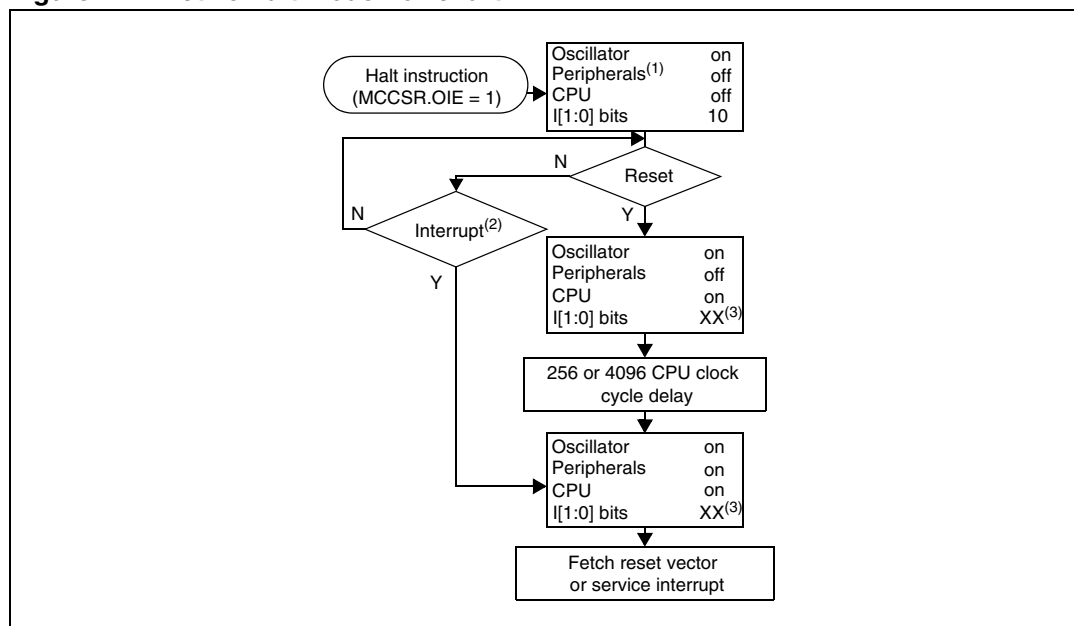 Halt instruction
(MCCSR.OIE = 1)
Oscillator on
Peripherals(1) off
CPU off
I[1:0] bits 10
N
Reset
N
Interrupt(2)
Y
Y
Oscillator on
Peripherals off
CPU on
I[1:0] bits XX(3)
256 or 4096 CPU clock
cycle delay
Oscillator on
Peripherals on
CPU on
I[1:0] bits XX(3)
Fetch reset vector
or service interrupt